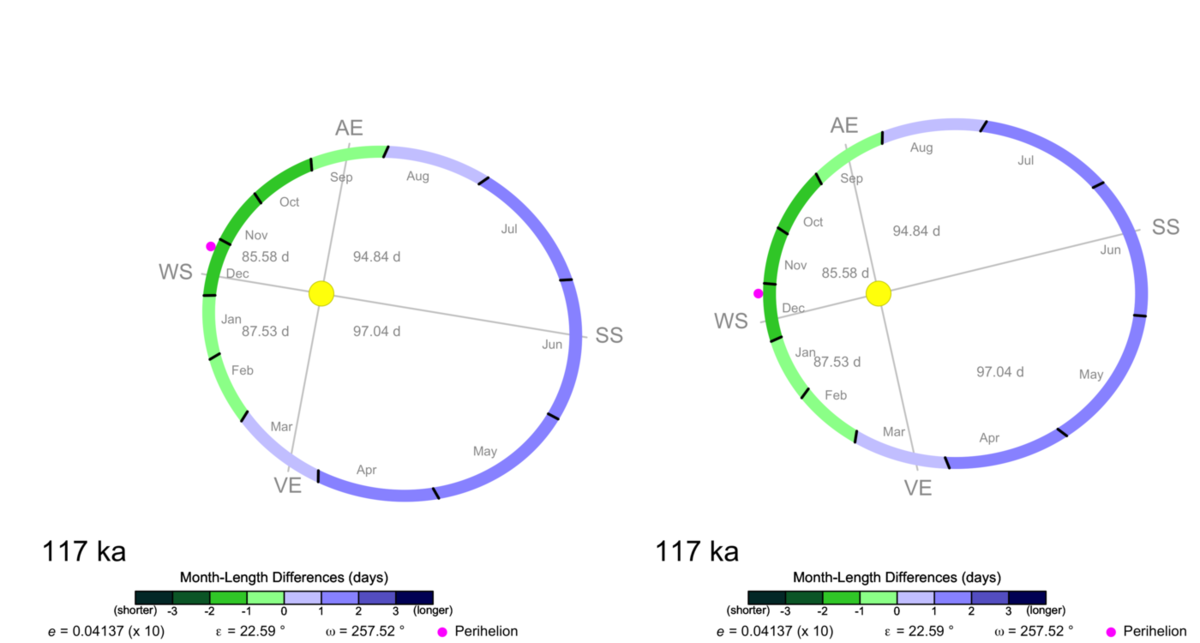 AE
Sep
Aug
Oct
Jul
Nov
85.58 d
94.84 d
WS
Dec
Jan
87.53 d
97.04 d
SS
Jun
Feb
Mar
May
Apr
VE
117 ka
Month-Length Differences (days)
(shorter) -3 -2 -1 0 1 2 3 (longer)
e = 0.04137 (x 10) ε = 22.59 ° ω = 257.52 ° Perihelion
AE
Aug
Jul
Sep
Oct
94.84 d
SS
Jun
Nov
85.58 d
Dec
WS
Jan
87.53 d
97.04 d
May
Feb
Mar
Apr
VE
117 ka
Month-Length Differences (days)
(shorter) -3 -2 -1 0 1 2 3 (longer)
e = 0.04137 (x 10) ε = 22.59 ° ω = 257.52 ° Perihelion